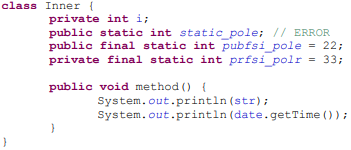 class Inner {
private int i;
public static int static_pole; // ERROR
public final static int pubfsi_pole = 22;
private final static int prfsi_polr = 33;
public void method() {
System.out.println(str);
System.out.println(date.getTime());
}
}